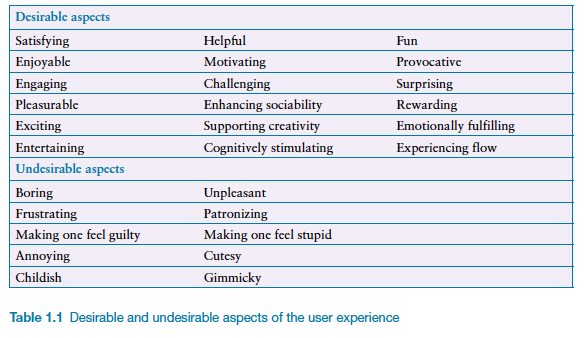 Desirable aspects
Satisfying Helpful Fun
Enjoyable Motivating Provocative
Engaging Challenging Surprising
Pleasurable Enhancing sociability Rewarding
Exciting Supporting creativity Emotionally fulfilling
Entertaining Cognitively stimulating Experiencing flow
Undesirable aspects
Boring Unpleasant
Frustrating Patronizing
Making one feel guilty Making one feel stupid
Annoying Cutesy
Childish Gimmicky
Table 1.1 Desirable and undesirable aspects of the user experience